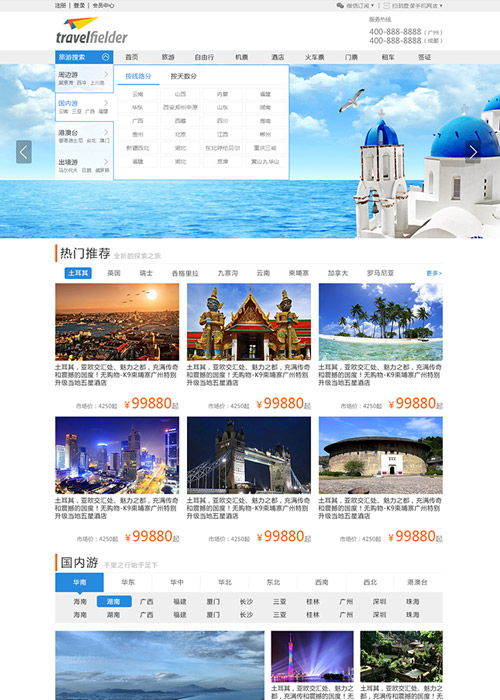 注册 | 登录 | 会员中心
微信订阅 | 扫码登录手机网站
travelfielder
服务热线
400-888-8888（广州）
400-888-8888（成都）
旅游搜索 首页 旅游 自由行 机票 酒店 火车票 门票 租车 签证
周边游
国内游
云南 三亚 广西 福建
港澳台
出境游
按线路分 按天数分
云南 山西 内蒙 福建
华东 西安郑州中原 山东 湖南
广西 西藏 四川 海南
贵州 北京 江西 郴州
新疆西北 湖北 东北呼伦贝尔 重庆三峡
福建 湖北 京津 黄山九华山
热门推荐 全新的探索之旅
土耳其 英国 瑞士 香格里拉 九寨沟 云南 柬埔寨 加拿大 罗马尼亚 更多>
土耳其，亚欧交汇处、魅力之都，充满传奇和震撼的国度！无购物-K9柬埔寨广州特别升级当地五星酒店
市场价：4250起 ¥99880起
土耳其，亚欧交汇处、魅力之都，充满传奇和震撼的国度！无购物-K9柬埔寨广州特别升级当地五星酒店
市场价：4250起 ¥99880起
土耳其，亚欧交汇处、魅力之都，充满传奇和震撼的国度！无购物-K9柬埔寨广州特别升级当地五星酒店
市场价：4250起 ¥99880起
土耳其，亚欧交汇处、魅力之都，充满传奇和震撼的国度！无购物-K9柬埔寨广州特别升级当地五星酒店
市场价：4250起 ¥99880起
土耳其，亚欧交汇处、魅力之都，充满传奇和震撼的国度！无购物-K9柬埔寨广州特别升级当地五星酒店
市场价：4250起 ¥99880起
土耳其，亚欧交汇处、魅力之都，充满传奇和震撼的国度！无购物-K9柬埔寨广州特别升级当地五星酒店
市场价：4250起 ¥99880起
国内游 千里之行始于足下
华南 华东 华中 华北 东北 西南 西北 港澳台
海南 湖南 广西 福建 厦门 长沙 三亚 桂林 广州 深圳 珠海
海南 湖南 广西 福建 厦门 长沙 三亚 桂林 广州 深圳 珠海
土耳其，亚欧交汇处、魅力之都，充满传奇和震撼的国度！无
土耳其，亚欧交汇处、魅力之都，充满传奇和震撼的国度！无